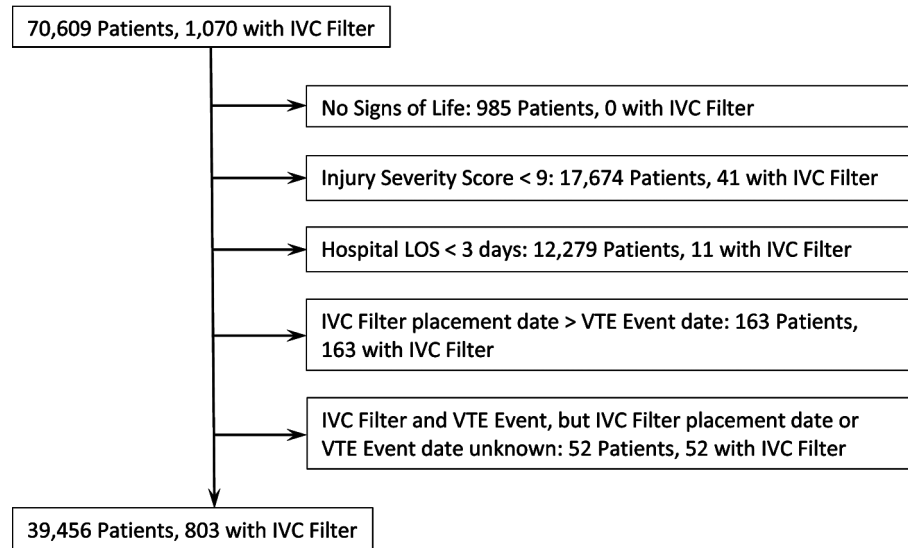 70,609 Patients, 1,070 with IVC Filter
No Signs of Life: 985 Patients, 0 with IVC Filter
Injury Severity Score < 9: 17,674 Patients, 41 with IVC Filter
Hospital LOS < 3 days: 12,279 Patients, 11 with IVC Filter
IVC Filter placement date > VTE Event date: 163 Patients,
163 with IVC Filter
IVC Filter and VTE Event, but IVC Filter placement date or
VTE Event date unknown: 52 Patients, 52 with IVC Filter
39,456 Patients, 803 with IVC Filter